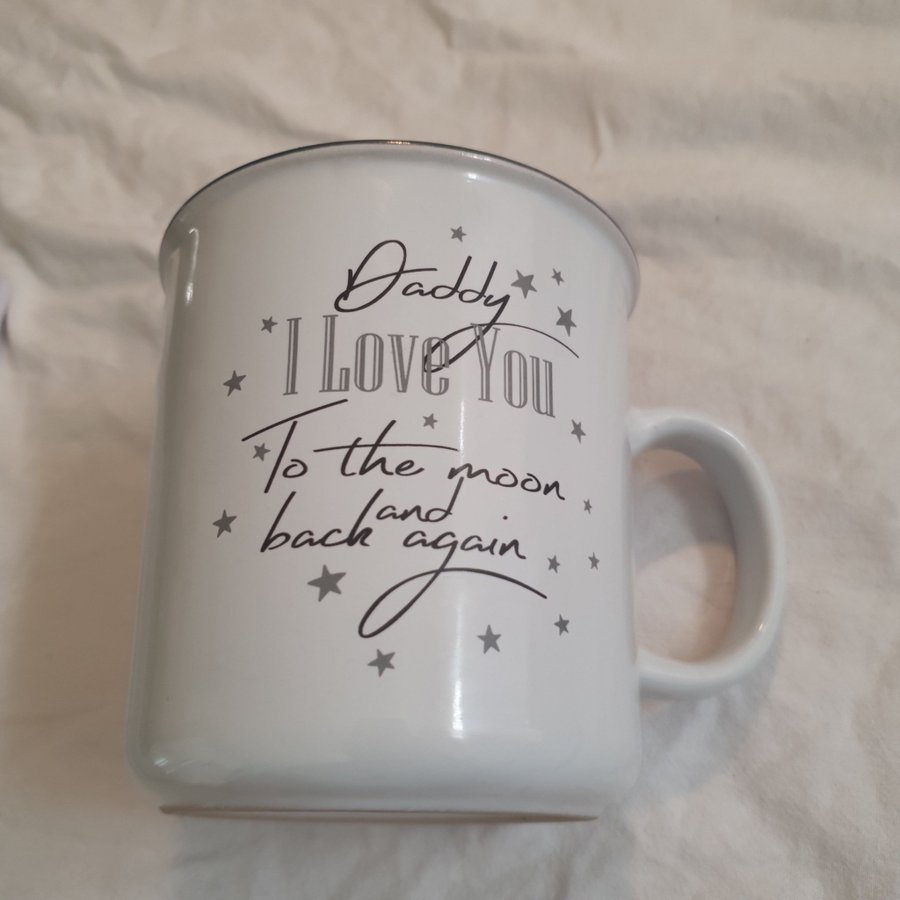 Daddy
I Love You
To the moon
and
back again